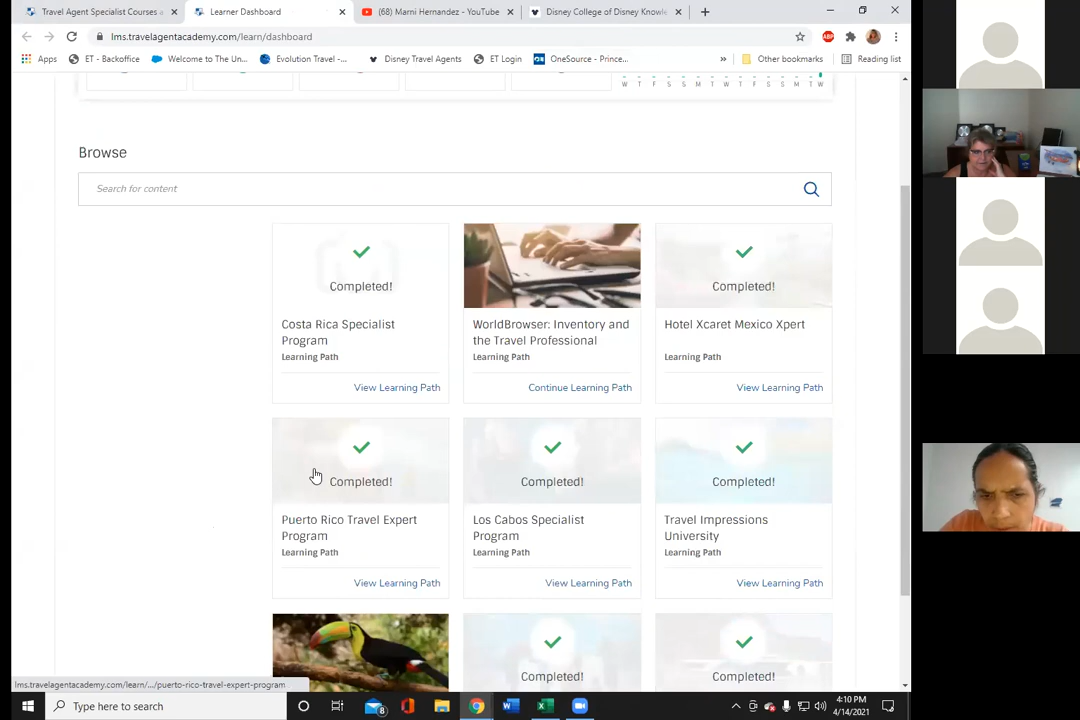 Travel Agent Specialist Courses a
Learner Dashboard
(68) Marni Hernandez - YouTube
Disney College of Disney Knowle
lms.travelagentacademy.com/learn/dashboard
ABP
Apps
ET - Backoffice
Welcome to The Un...
Evolution Travel -...
Disney Travel Agents
ET Login
OneSource - Prince...
Other bookmarks
Reading list
W T F S S M T W T F S S M T W
Browse
Search for content
Completed!
Costa Rica Specialist
Program
Learning Path
View Learning Path
WorldBrowser: Inventory and
the Travel Professional
Learning Path
Continue Learning Path
Completed!
Hotel Xcaret Mexico Xpert
Learning Path
View Learning Path
Completed!
Puerto Rico Travel Expert
Program
Learning Path
View Learning Path
Completed!
Los Cabos Specialist
Program
Learning Path
View Learning Path
Completed!
Travel Impressions
University
Learning Path
View Learning Path
Completed!
Completed!
lms.travelagentacademy.com/learn/.../puerto-rico-travel-expert-program
Type here to search
8
4:10 PM
4/14/2021